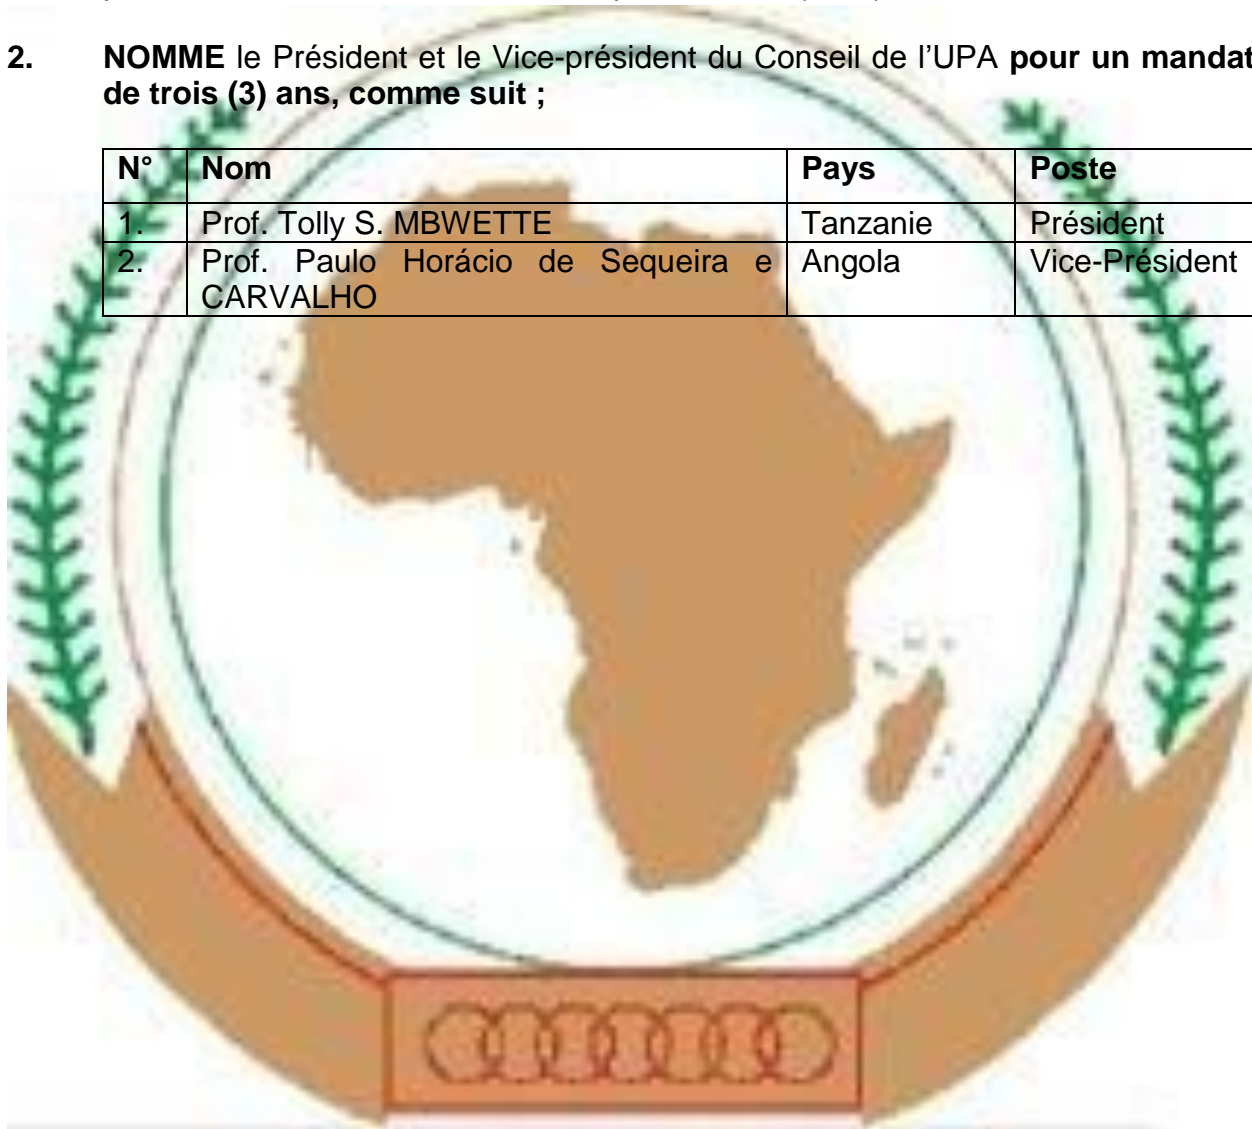 2. NOMME le Président et le Vice-président du Conseil de l’UPA pour un mandat
de trois (3) ans, comme suit ;
N° Nom Pays Poste
1. Prof. Tolly S. MBWETTE Tanzanie Président
2. Prof. Paulo Horácio de Sequeira e Angola Vice-Président
CARVALHO